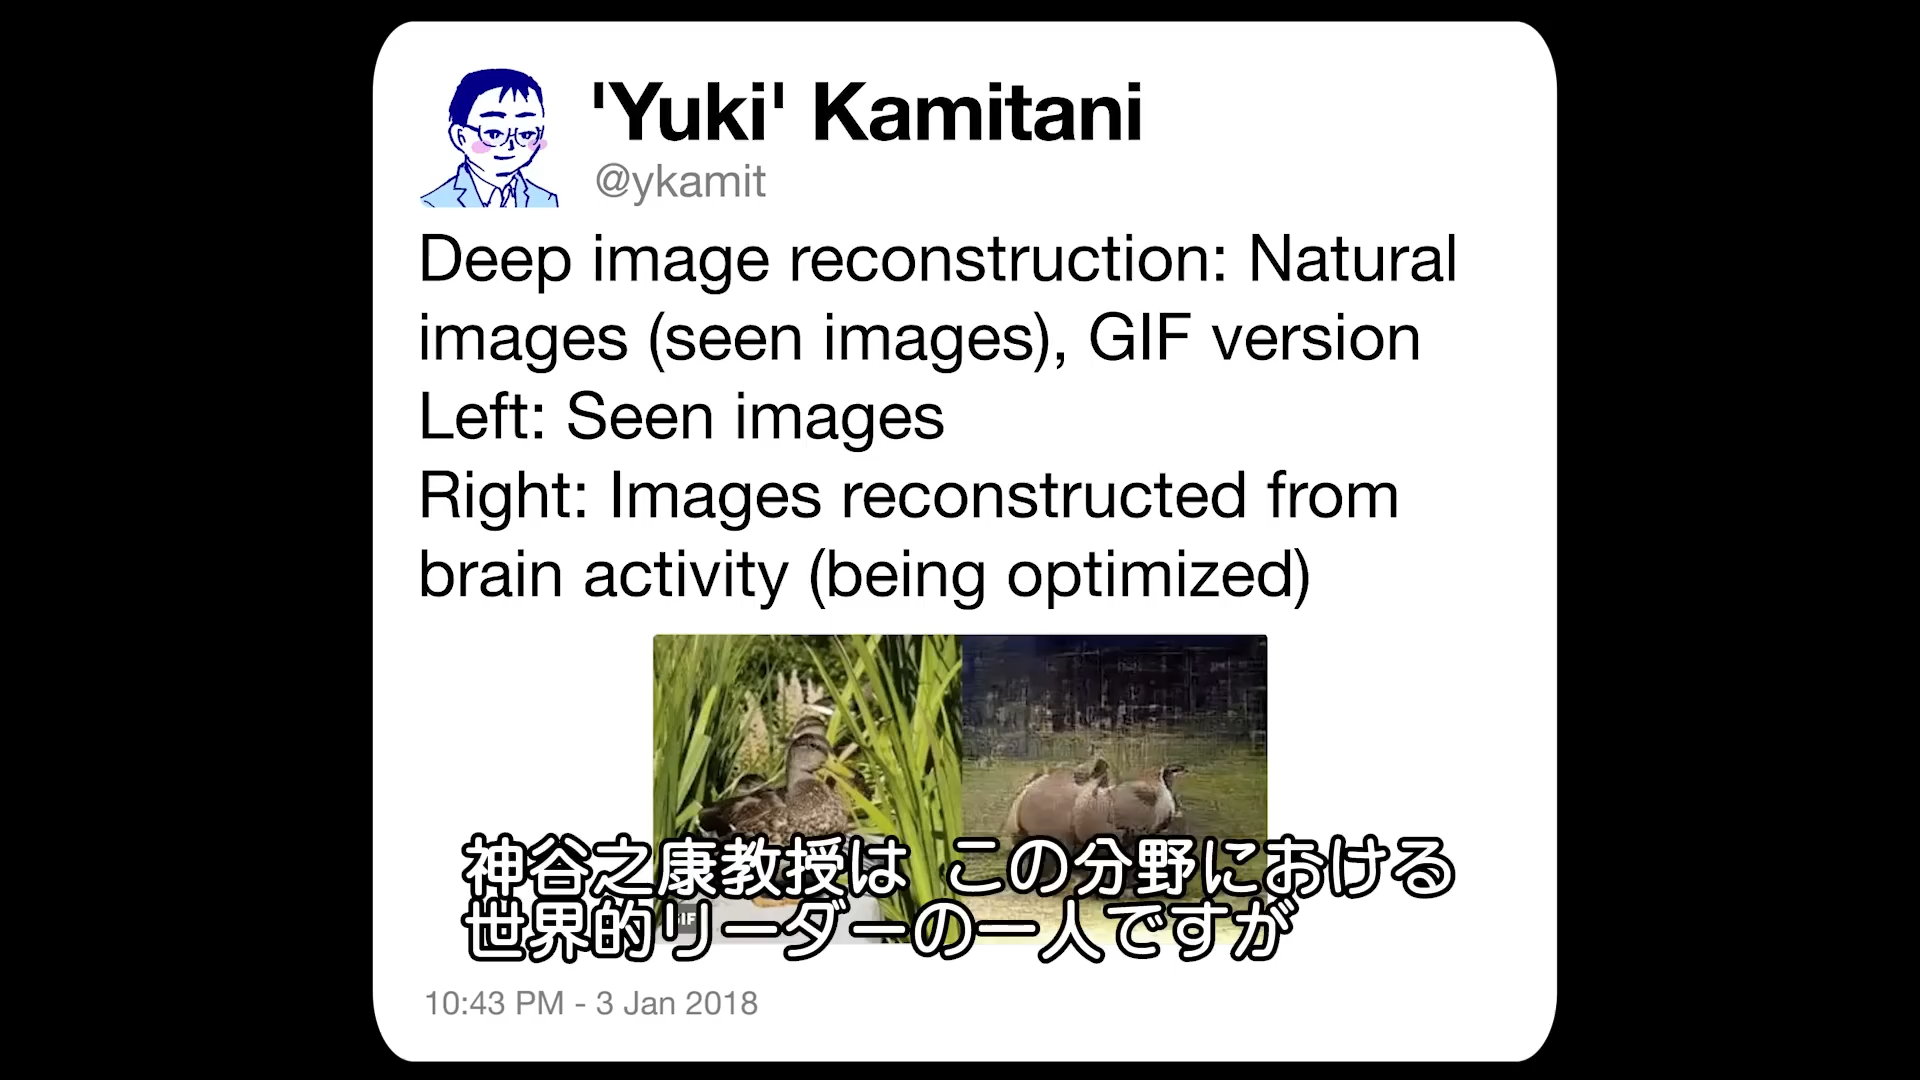 'Yuki' Kamitani
@ykamit
Deep image reconstruction: Natural
images (seen images), GIF version
Left: Seen images
Right: Images reconstructed from
brain activity (being optimized)
神谷之康教授は この分野における
世界的リーダーの一人ですが
10:43 PM - 3 Jan 2018